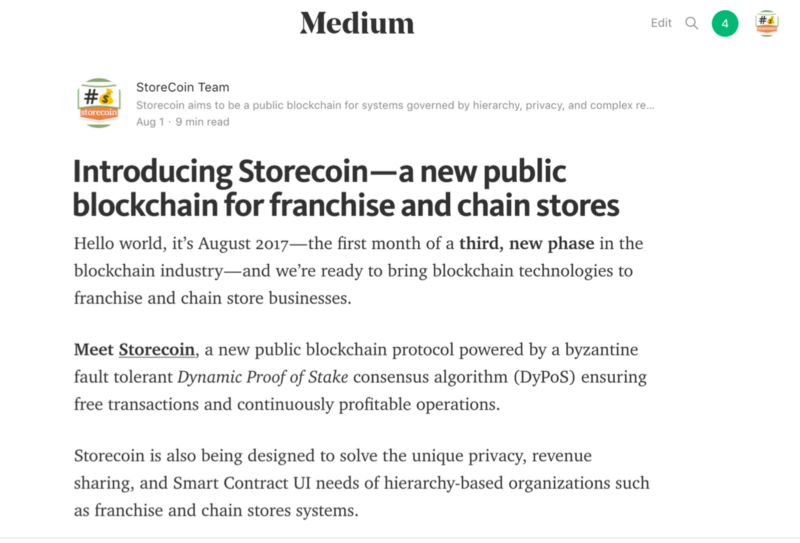 Medium
Edit
4
#
#
storecoin
StoreCoin Team
Storecoin aims to be a public blockchain for systems governed by hierarchy, privacy, and complex re...
Aug 1 · 9 min read
Introducing Storecoin—a new public
blockchain for franchise and chain stores
Hello world, it’s August 2017—the first month of a third, new phase in the
blockchain industry—and we’re ready to bring blockchain technologies to
franchise and chain store businesses.
Meet Storecoin, a new public blockchain protocol powered by a byzantine
fault tolerant Dynamic Proof of Stake consensus algorithm (DyPoS) ensuring
free transactions and continuously profitable operations.
Storecoin is also being designed to solve the unique privacy, revenue
sharing, and Smart Contract UI needs of hierarchy-based organizations such
as franchise and chain stores systems.